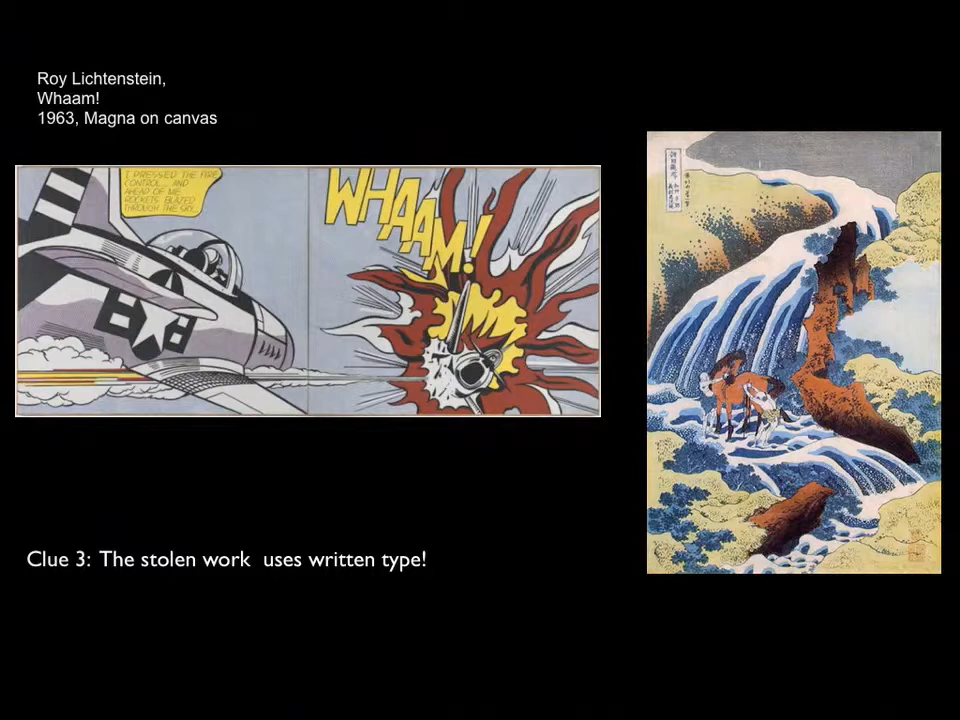 Roy Lichtenstein,
Whaam!
1963, Magna on canvas
I PRESSED THE FIRE
CONTROL... AND
AHEAD OF ME
ROCKETS BLAZED
THROUGH THE SKY...
WHAAM!
Clue 3: The stolen work uses written type!